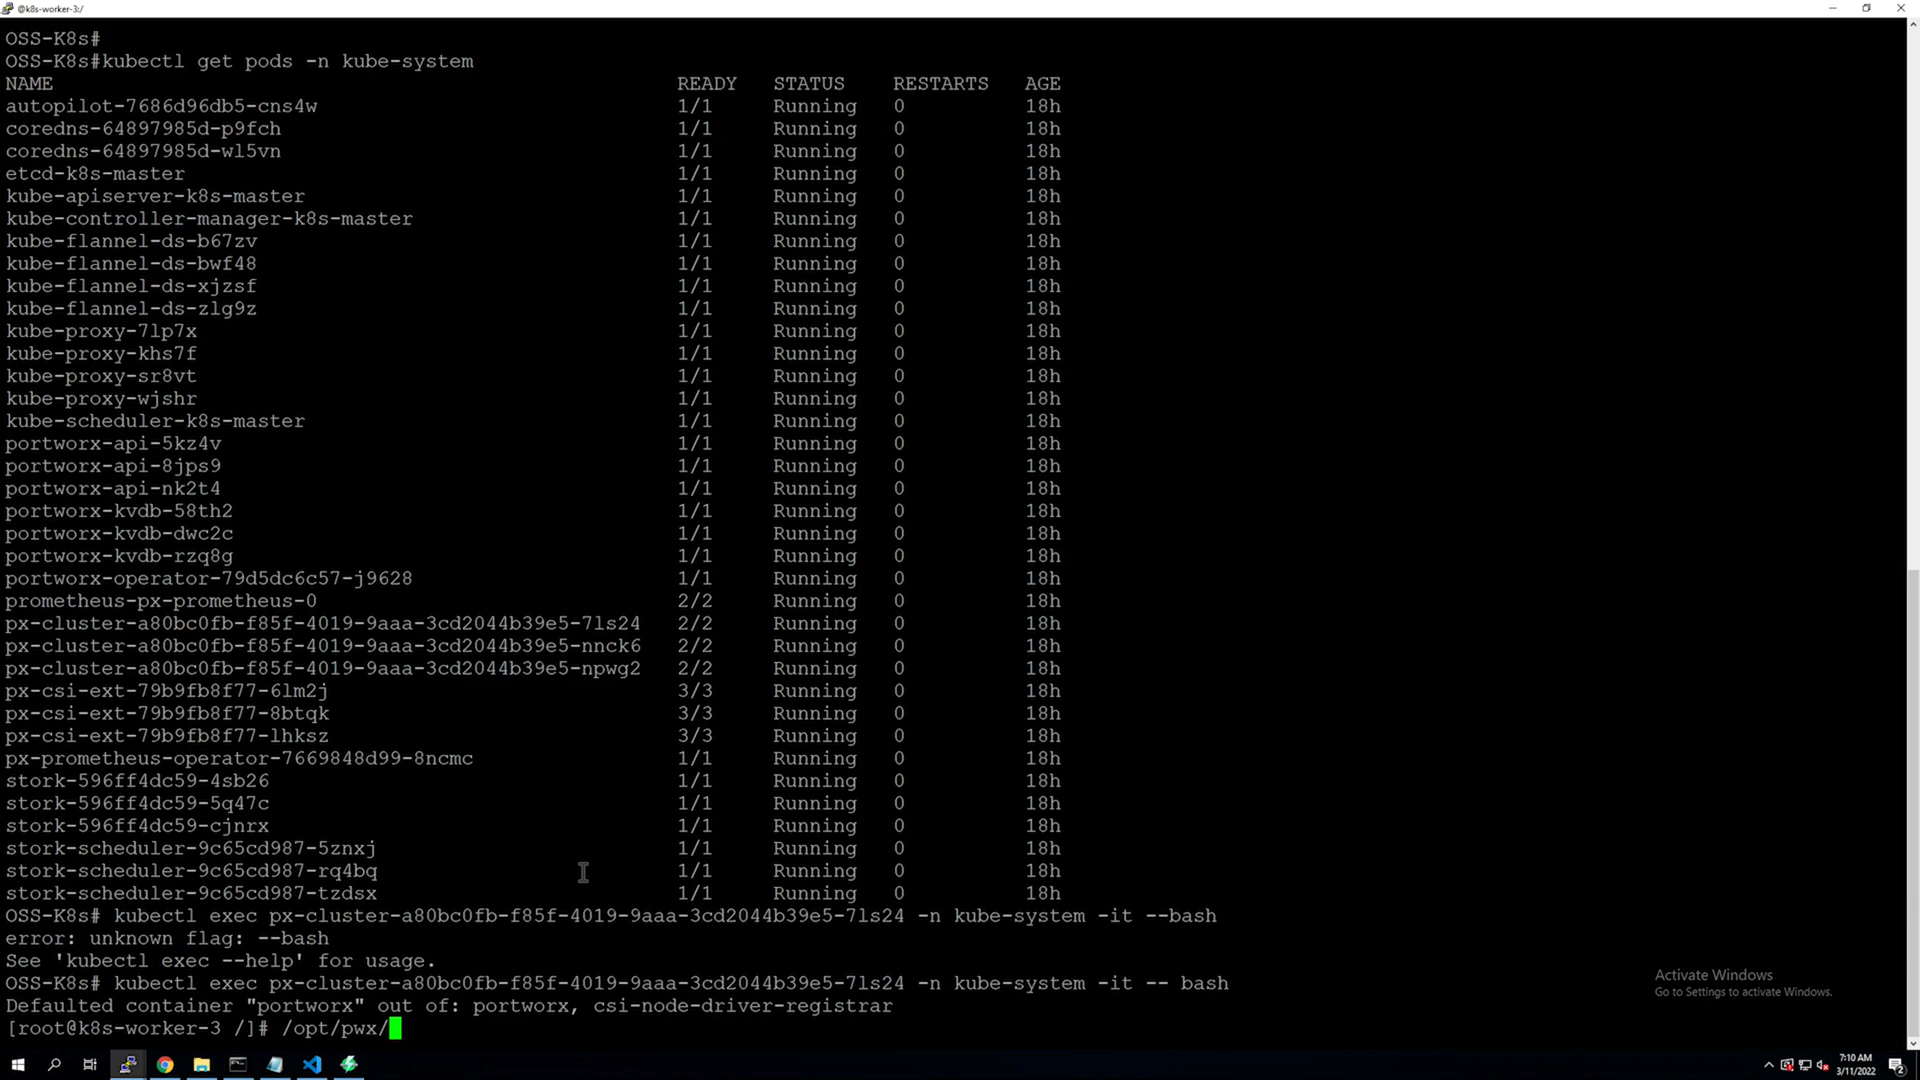 @k8s-worker-3:/
OSS-K8s#
OSS-K8s#kubectl get pods -n kube-system
NAME READY STATUS RESTARTS AGE
autopilot-7686d96db5-cns4w 1/1 Running 0 18h
coredns-64897985d-p9fch 1/1 Running 0 18h
coredns-64897985d-wl5vn 1/1 Running 0 18h
etcd-k8s-master 1/1 Running 0 18h
kube-apiserver-k8s-master 1/1 Running 0 18h
kube-controller-manager-k8s-master 1/1 Running 0 18h
kube-flannel-ds-b67zv 1/1 Running 0 18h
kube-flannel-ds-bwf48 1/1 Running 0 18h
kube-flannel-ds-xjzsf 1/1 Running 0 18h
kube-flannel-ds-zlg9z 1/1 Running 0 18h
kube-proxy-7lp7x 1/1 Running 0 18h
kube-proxy-khs7f 1/1 Running 0 18h
kube-proxy-sr8vt 1/1 Running 0 18h
kube-proxy-wjshr 1/1 Running 0 18h
kube-scheduler-k8s-master 1/1 Running 0 18h
portworx-api-5kz4v 1/1 Running 0 18h
portworx-api-8jps9 1/1 Running 0 18h
portworx-api-nk2t4 1/1 Running 0 18h
portworx-kvdb-58th2 1/1 Running 0 18h
portworx-kvdb-dwc2c 1/1 Running 0 18h
portworx-kvdb-rzq8g 1/1 Running 0 18h
portworx-operator-79d5dc6c57-j9628 1/1 Running 0 18h
prometheus-px-prometheus-0 2/2 Running 0 18h
px-cluster-a80bc0fb-f85f-4019-9aaa-3cd2044b39e5-7ls24 2/2 Running 0 18h
px-cluster-a80bc0fb-f85f-4019-9aaa-3cd2044b39e5-nnck6 2/2 Running 0 18h
px-cluster-a80bc0fb-f85f-4019-9aaa-3cd2044b39e5-npwg2 2/2 Running 0 18h
px-csi-ext-79b9fb8f77-6lm2j 3/3 Running 0 18h
px-csi-ext-79b9fb8f77-8btqk 3/3 Running 0 18h
px-csi-ext-79b9fb8f77-lhksz 3/3 Running 0 18h
px-prometheus-operator-7669848d99-8ncmc 1/1 Running 0 18h
stork-596ff4dc59-4sb26 1/1 Running 0 18h
stork-596ff4dc59-5q47c 1/1 Running 0 18h
stork-596ff4dc59-cjnrx 1/1 Running 0 18h
stork-scheduler-9c65cd987-5znxj 1/1 Running 0 18h
stork-scheduler-9c65cd987-rq4bq 1/1 Running 0 18h
stork-scheduler-9c65cd987-tzdsx 1/1 Running 0 18h
OSS-K8s# kubectl exec px-cluster-a80bc0fb-f85f-4019-9aaa-3cd2044b39e5-7ls24 -n kube-system -it --bash
error: unknown flag: --bash
See 'kubectl exec --help' for usage.
OSS-K8s# kubectl exec px-cluster-a80bc0fb-f85f-4019-9aaa-3cd2044b39e5-7ls24 -n kube-system -it -- bash
Defaulted container "portworx" out of: portworx, csi-node-driver-registrar
[root@k8s-worker-3 /]# /opt/pwx/
Activate Windows
Go to Settings to activate Windows.
7:10 AM
3/11/2022
2